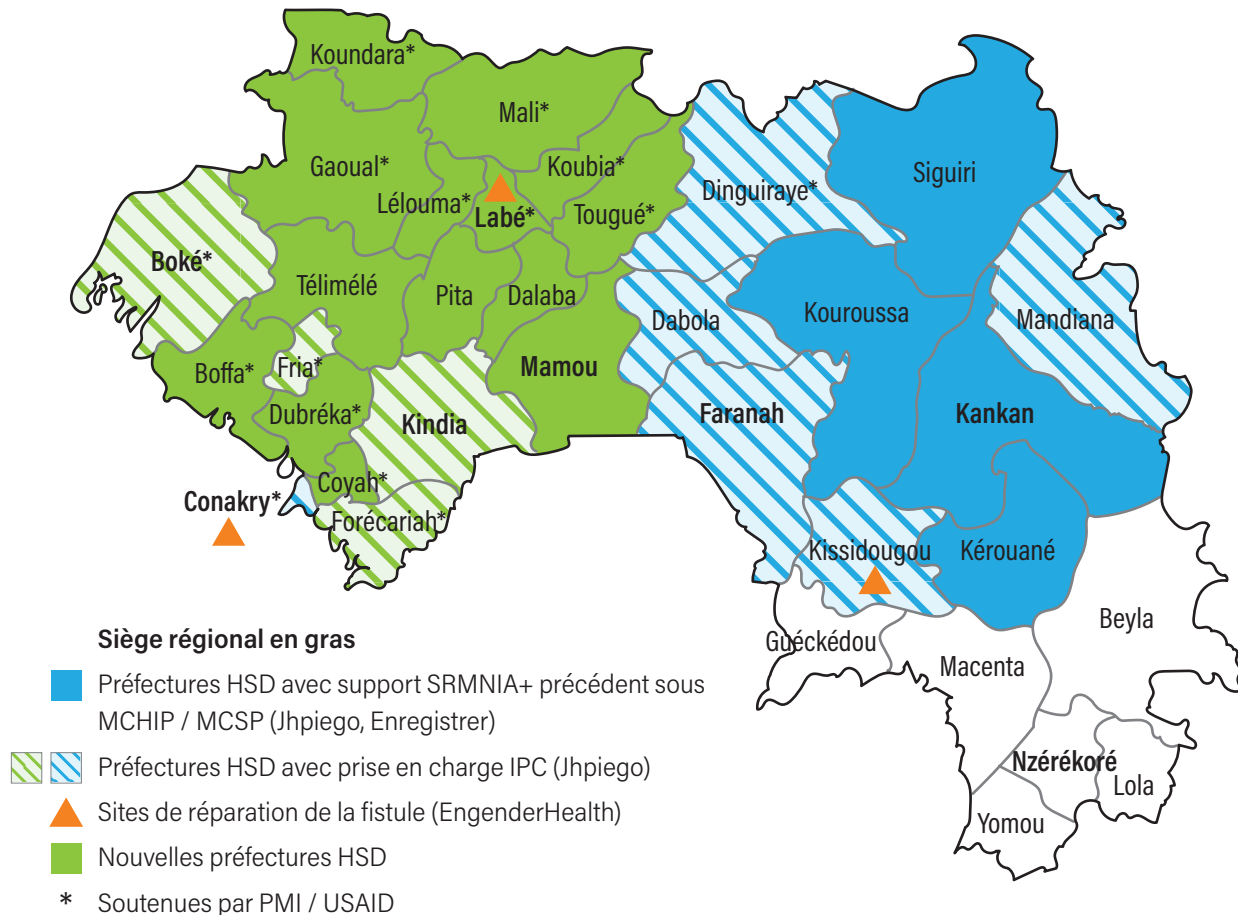 Koundara*
Mali*
Gaoual*
Koubia*
Lélouma*
Labé*
Tougué*
Dinguiraye*
Siguiri
Boké*
Télimélé
Pita
Dalaba
Dabola
Kouroussa
Mandiana
Boffa*
Fria*
Mamou
Dubréka*
Kindia
Faranah
Kankan
Coyah*
Conakry*
Forécariah*
Kissidougou
Kérouané
Beyla
Guéckédou
Macenta
Nzérékoré
Lola
Yomou
Siège régional en gras
Préfectures HSD avec support SRMNIA+ précédent sous
MCHIP / MCSP (Jhpiego, Enregistrer)
Préfectures HSD avec prise en charge IPC (Jhpiego)
Sites de réparation de la fistule (EngenderHealth)
Nouvelles préfectures HSD
* Soutenues par PMI / USAID